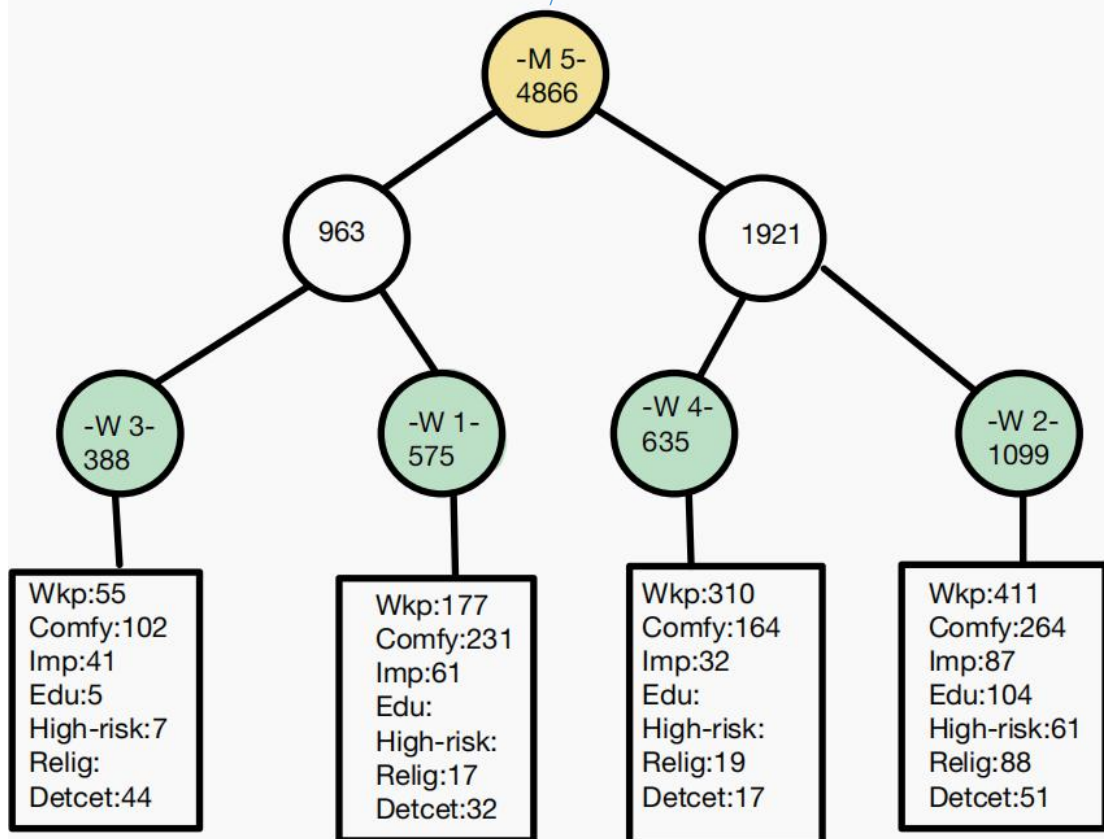 -M 5-
4866
963
1921
-W 3-
388
-W 1-
575
-W 4-
635
-W 2-
1099
Wkp:55
Comfy:102
Imp:41
Edu:5
High-risk:7
Relig:
Detcet:44
Wkp:177
Comfy:231
Imp:61
Edu:
High-risk:
Relig:17
Detcet:32
Wkp:310
Comfy:164
Imp:32
Edu:
High-risk:
Relig:19
Detcet:17
Wkp:411
Comfy:264
Imp:87
Edu:104
High-risk:61
Relig:88
Detcet:51